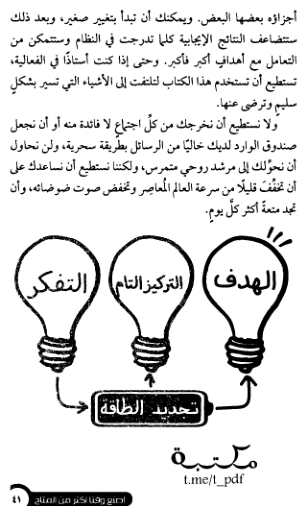 أجزاؤه بعضها البعض. ويمكنك أن تبدأ بتغيير صغير، وبعد ذلك
ستتضاعف النتائج الإيجابية كلما تدرجت في النظام وستتمكن من
التعامل مع أهدافٍ أكبر فأكبر. وحتى إذا كنت أستاذًا في الفعالية،
تستطيع أن تستخدم هذا الكتاب لتلتفت إلى الأشياء التي تسير بشكلٍ
سليمٍ وترضى عنها.
ولا نستطيع أن نخرجك من كلِّ اجتماعٍ لا فائدة منه أو أن نجعل
صندوق الوارد لديك خاليًا من الرسائل بطريقة سحرية، ولن نحاول
أن نحوِّلك إلى مرشد روحي متمرس، ولكننا نستطيع أن نساعدك على
أن تخفِّف قليلًا من سرعة العالم المُعاصِر وتخفض صوت ضوضائه، وأن
تجد متعةً أكثر كلَّ يومٍ.
الهدف
التركيز التام
التفكر
تجديد الطاقة
مكتبة
t.me/t_pdf
اصنع وقتا أكثر من المتاح
٤١